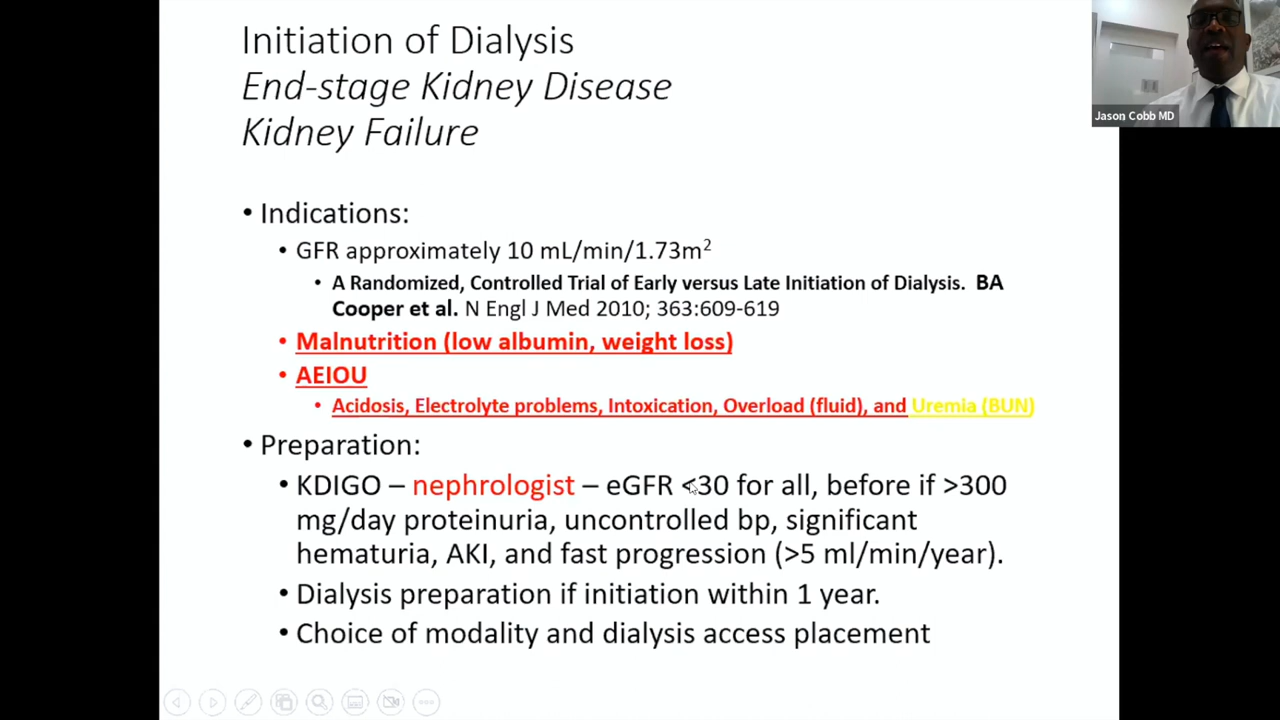 Initiation of Dialysis
End-stage Kidney Disease
Kidney Failure
• Indications:
• GFR approximately 10 mL/min/1.73m²
• A Randomized, Controlled Trial of Early versus Late Initiation of Dialysis. BA
Cooper et al. N Engl J Med 2010; 363:609-619
• Malnutrition (low albumin, weight loss)
• AEIOU
• Acidosis, Electrolyte problems, Intoxication, Overload (fluid), and Uremia (BUN)
• Preparation:
• KDIGO – nephrologist – eGFR <30 for all, before if >300
mg/day proteinuria, uncontrolled bp, significant
hematuria, AKI, and fast progression (>5 ml/min/year).
• Dialysis preparation if initiation within 1 year.
• Choice of modality and dialysis access placement
Jason Cobb MD